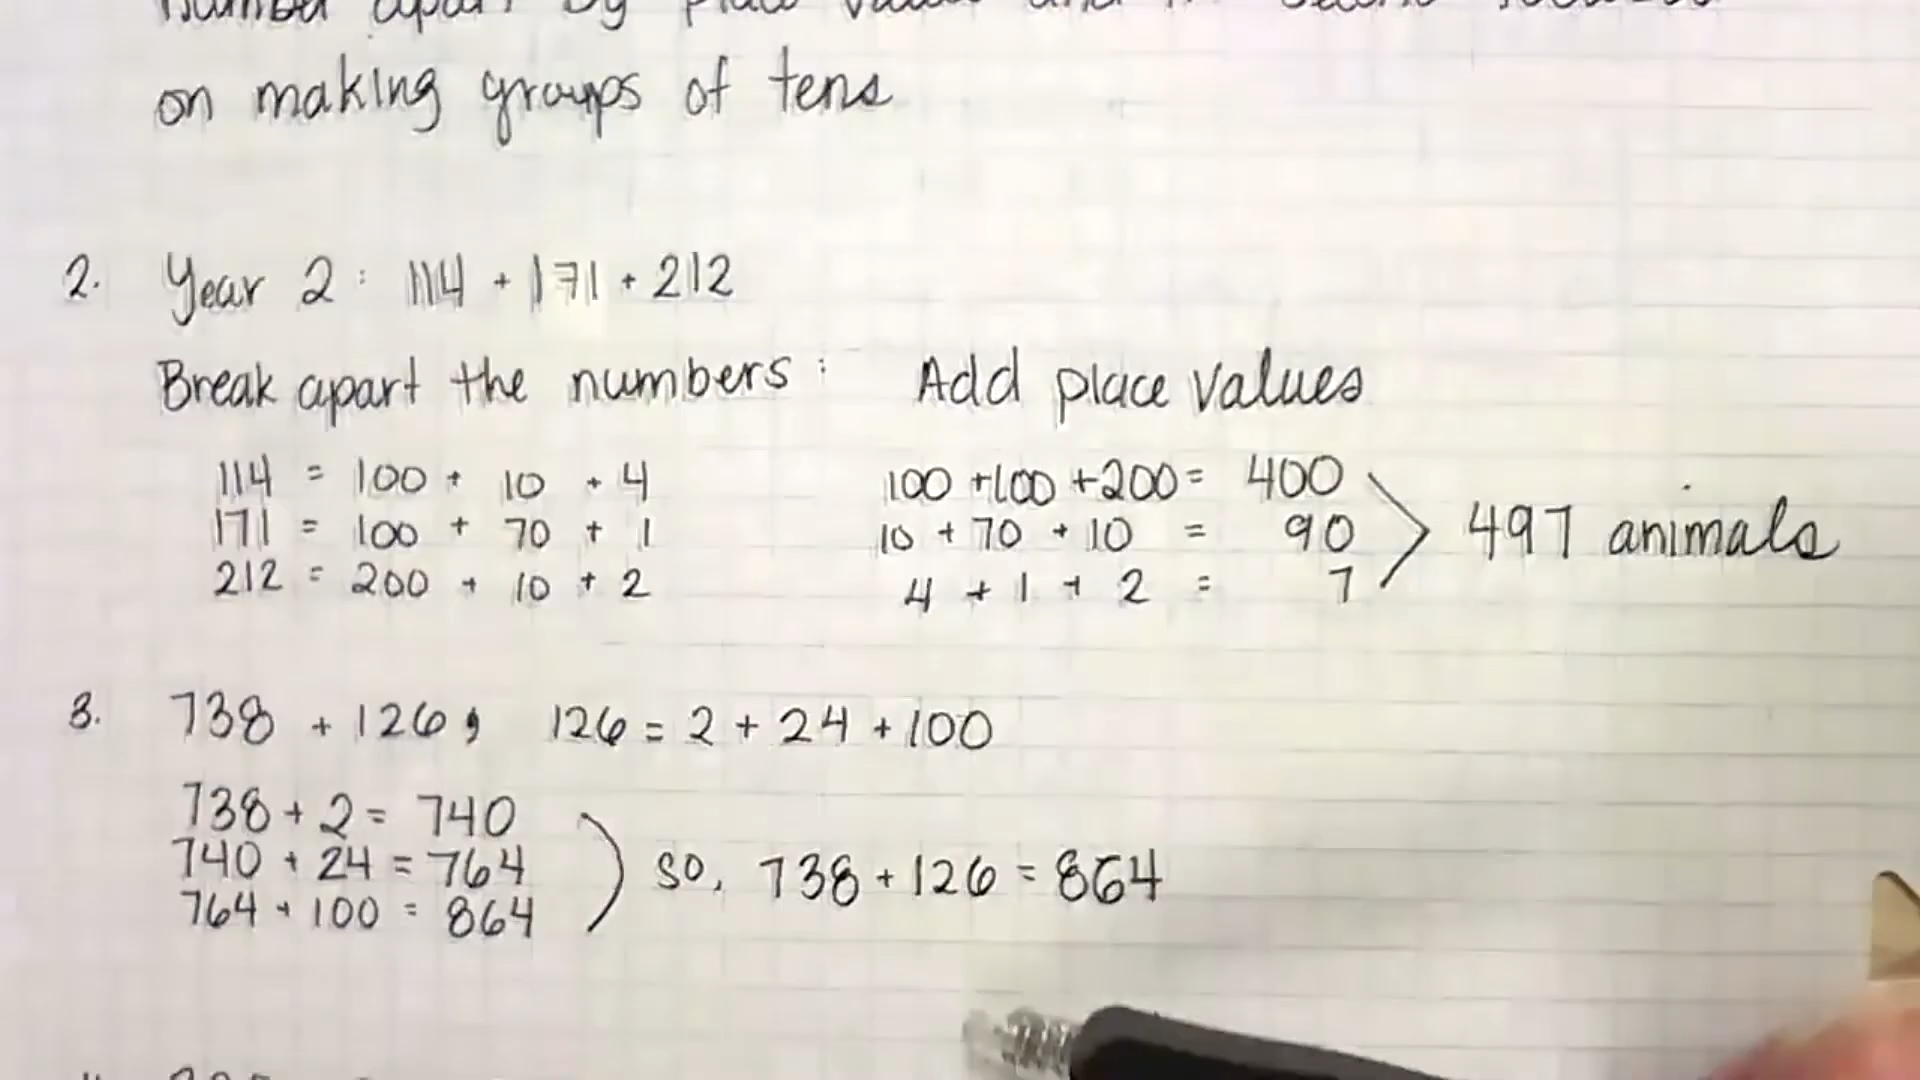 on making groups of tens
2. Year 2: 114 + 171 + 212
Break apart the numbers: Add place values
114 = 100 + 10 + 4 100 + 100 + 200 = 400
171 = 100 + 70 + 1 10 + 70 + 10 = 90 497 animals
212 = 200 + 10 + 2 4 + 1 + 2 = 7
3. 738 + 126; 126 = 2 + 24 + 100
738 + 2 = 740
740 + 24 = 764 so, 738 + 126 = 864
764 + 100 = 864